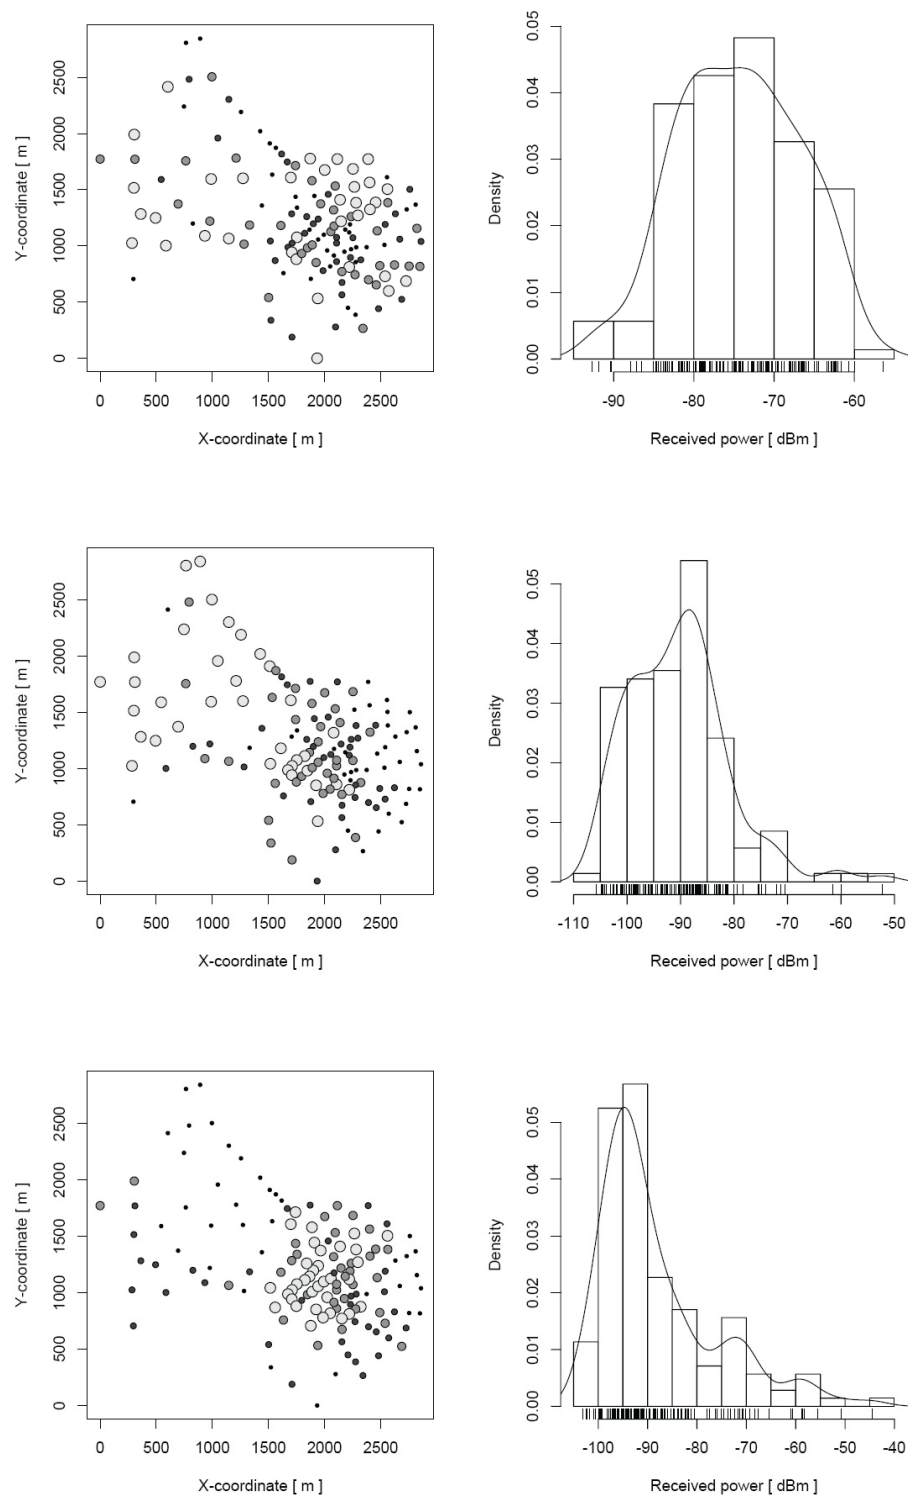 Y-coordinate [ m ]
2500
2000
1500
1000
500
0
0 500 1000 1500 2000 2500
X-coordinate [ m ]
Density
0.05
0.04
0.03
0.02
0.01
0.00
-90 -80 -70 -60
Received power [ dBm ]
Y-coordinate [ m ]
2500
2000
1500
1000
500
0
0 500 1000 1500 2000 2500
X-coordinate [ m ]
Density
0.05
0.04
0.03
0.02
0.01
0.00
-110 -100 -90 -80 -70 -60 -50
Received power [ dBm ]
Y-coordinate [ m ]
2500
2000
1500
1000
500
0
0 500 1000 1500 2000 2500
X-coordinate [ m ]
Density
0.05
0.04
0.03
0.02
0.01
0.00
-100 -90 -80 -70 -60 -50 -40
Received power [ dBm ]